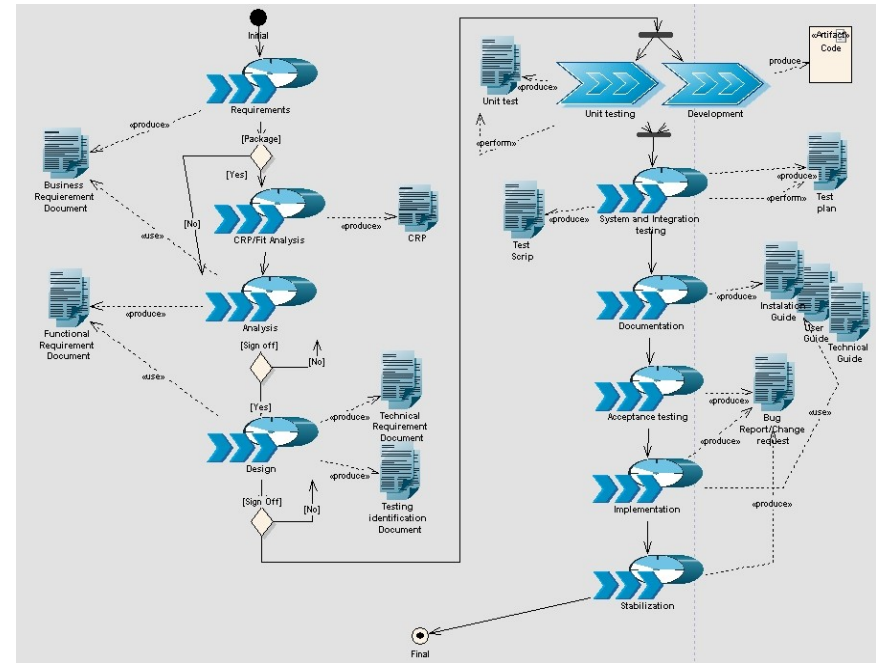 Initial
Requirements
«produce»
[Package]
Business
Requierement
Document
[Yes]
[No]
CRP/Fit Analysis
«produce»
CRP
«use»
Analysis
«produce»
Functional
Requirement
Document
[Sign off]
[No]
«use»
[Yes]
«produce»
Technical
Requirement
Document
Design
«produce»
Testing
identification
Document
[Sign Off]
[No]
«Artifact»
Code
produce
Unit test
«produce»
Unit testing
Development
«perform»
«produce»
Test
plan
«perform»
System and Integration
testing
«produce»
Test
Scrip
«produce»
Instalation
Guide
User
Guide
Technical
Guide
Documentation
«produce»
Acceptance testing
Bug
Report/Change
request
«use»
«produce»
Implementation
«produce»
Stabilization
Final